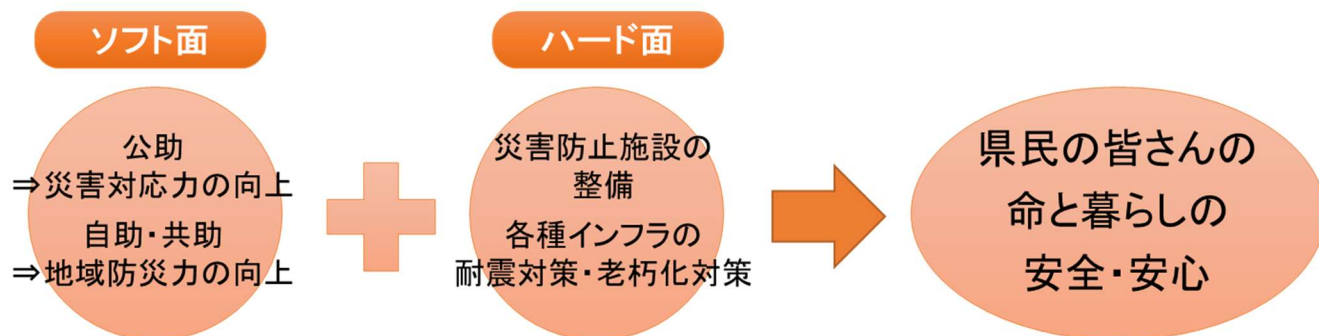 ソフト面
公助
⇒災害対応力の向上
自助・共助
⇒地域防災力の向上
ハード面
災害防止施設の
整備
各種インフラの
耐震対策・老朽化対策
県民の皆さんの
命と暮らしの
安全・安心